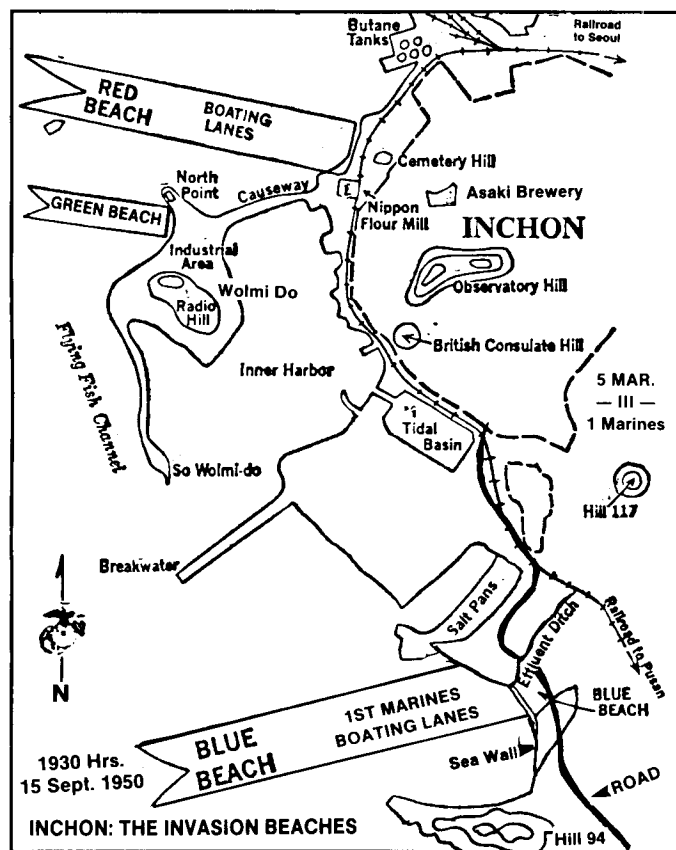 Butane
Tanks
Railroad
to Seoul
RED
BEACH
BOATING
LANES
Cemetery Hill
North
Point
Causeway
Asaki Brewery
Nippon
Flour Mill
GREEN BEACH
INCHON
Industrial
Area
Wolmi Do
Radio
Hill
Observatory Hill
Flying Fish Channel
British Consulate Hill
Inner Harbor
5 MAR.
— III —
1 Marines
Tidal
Basin
So Wolmi-do
Hill 117
Breakwater
Salt Pans
Effluent Ditch
Railroad to Pusan
N
BLUE
BEACH
1ST MARINES
BOATING LANES
BLUE
BEACH
1930 Hrs.
15 Sept. 1950
Sea Wall
ROAD
INCHON: THE INVASION BEACHES
Hill 94